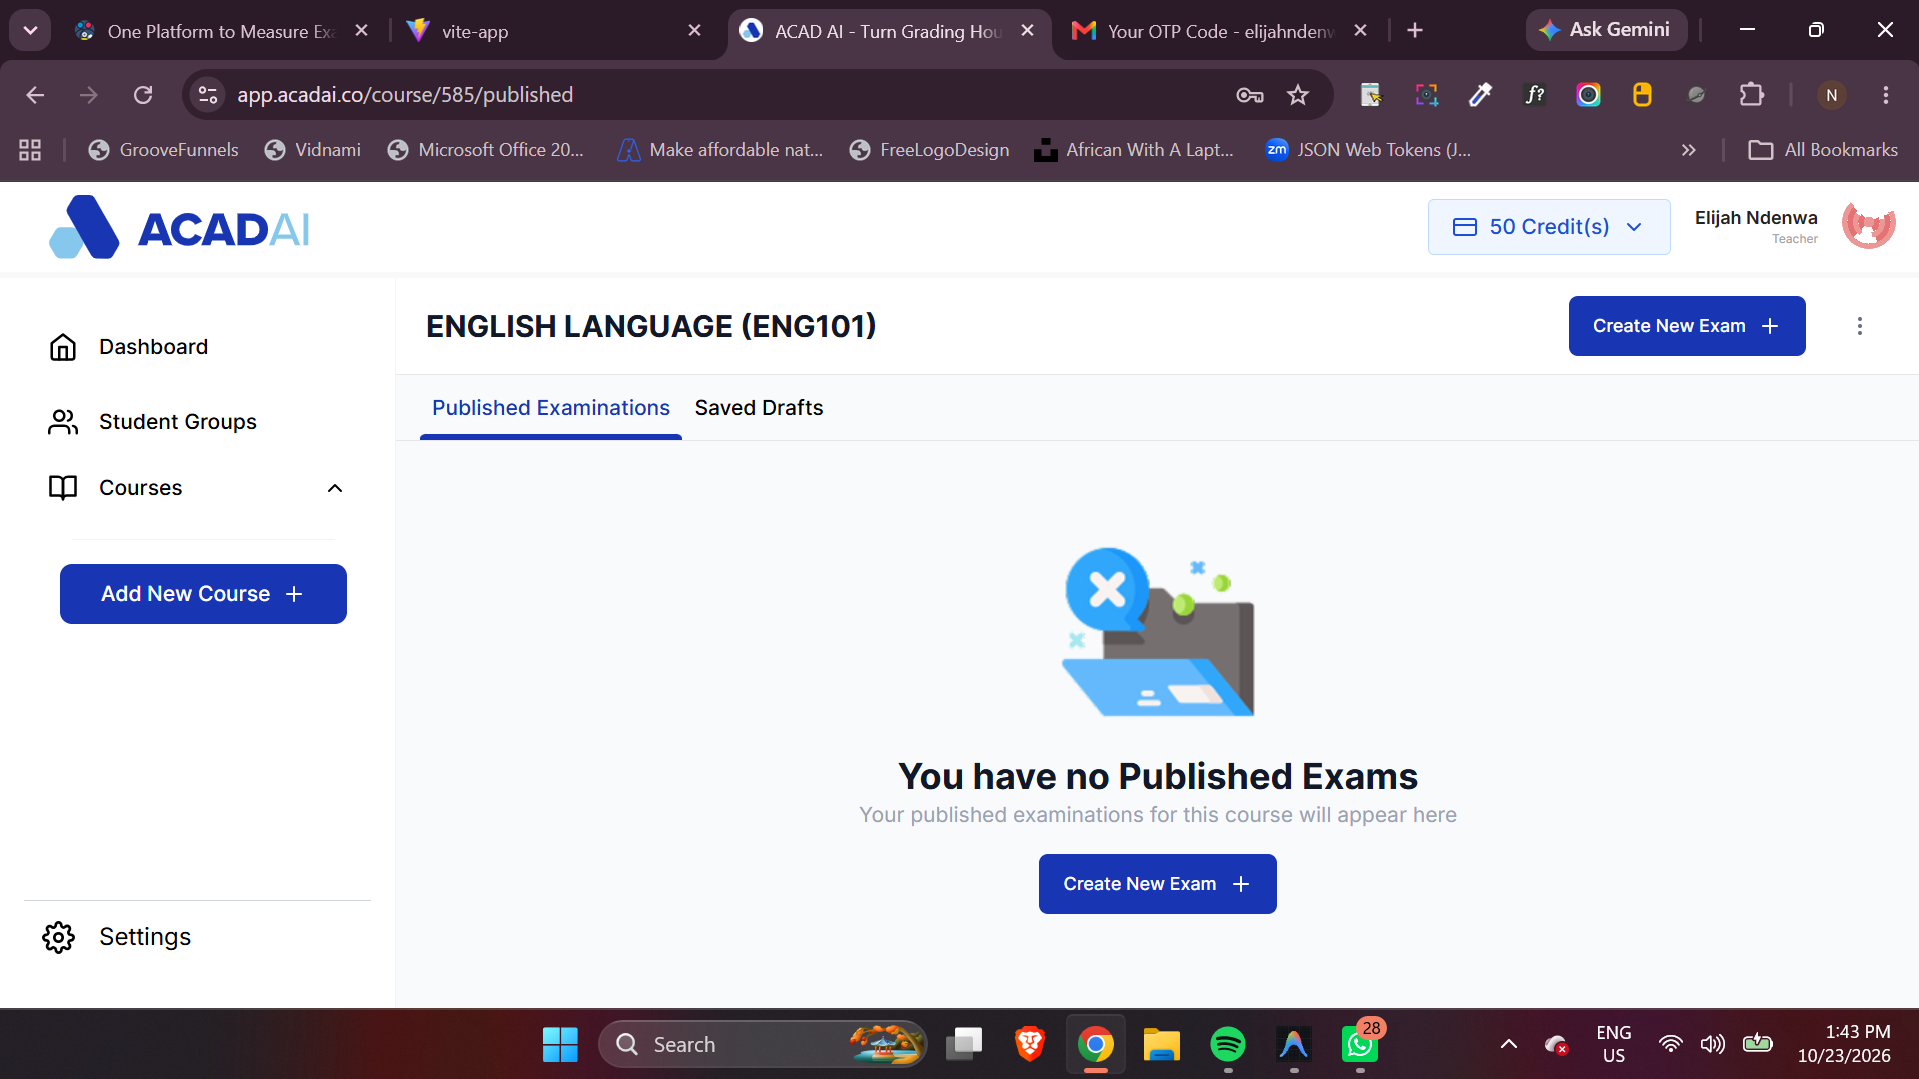 One Platform to Measure Exa
vite-app
ACAD AI - Turn Grading Hou
Your OTP Code - elijahndenw
Ask Gemini
app.acadai.co/course/585/published
f?
N
GrooveFunnels
Vidnami
Microsoft Office 20...
Make affordable nat...
FreeLogoDesign
African With A Lapt...
zm
JSON Web Tokens (J...
All Bookmarks
ACADAI
50 Credit(s)
Elijah Ndenwa
Teacher
Dashboard
Student Groups
Courses
Add New Course +
Settings
ENGLISH LANGUAGE (ENG101)
Create New Exam +
Published Examinations
Saved Drafts
You have no Published Exams
Your published examinations for this course will appear here
Create New Exam +
Search
28
ENG
US
1:43 PM
10/23/2026